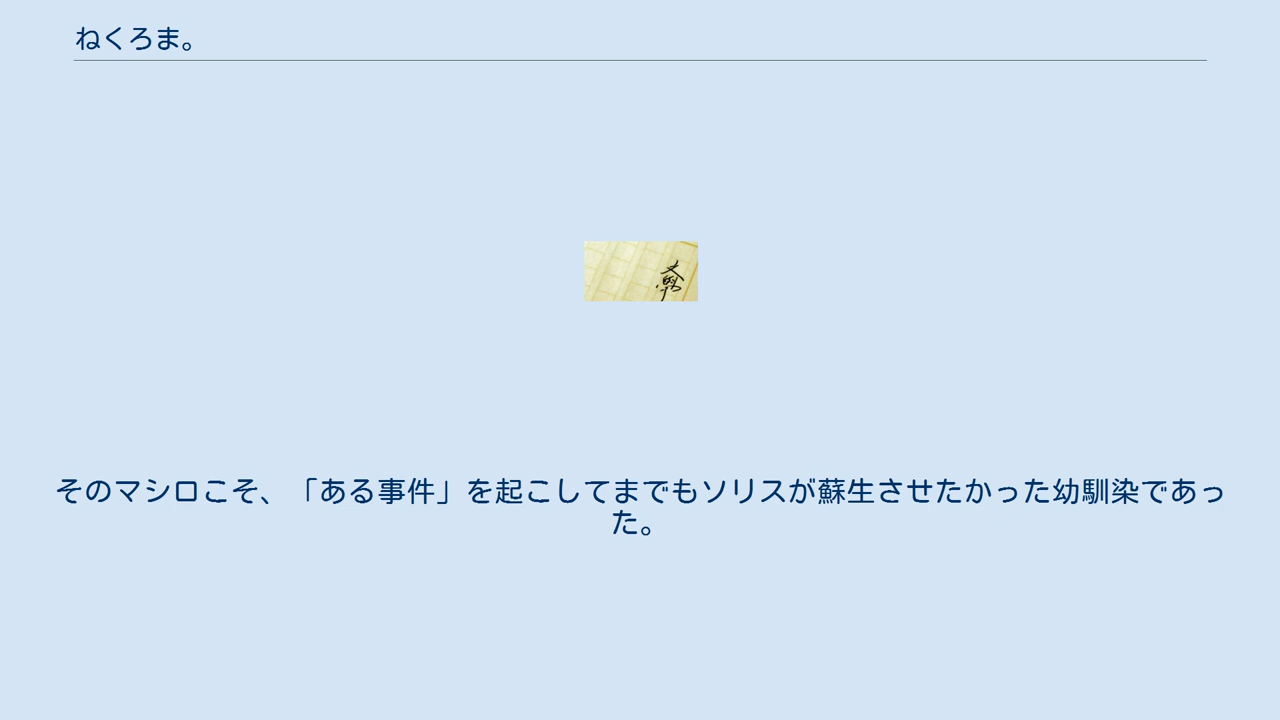 ねくろま。
そのマシロこそ、「ある事件」を起こしてまでもソリスが蘇生させたかった幼馴染であっ
た。